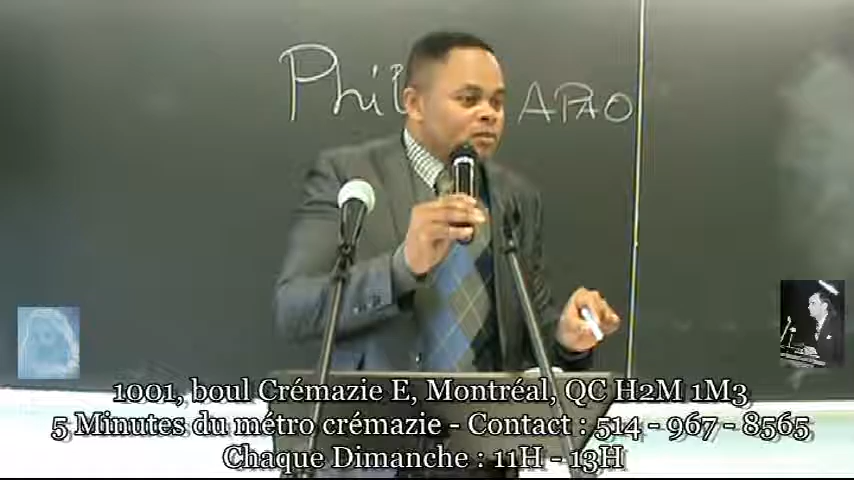 Phil APAO
1001, boul Crémazie E, Montréal, QC H2M 1M3
5 Minutes du métro crémazie - Contact : 514 - 967 - 8565
Chaque Dimanche : 11H - 13H